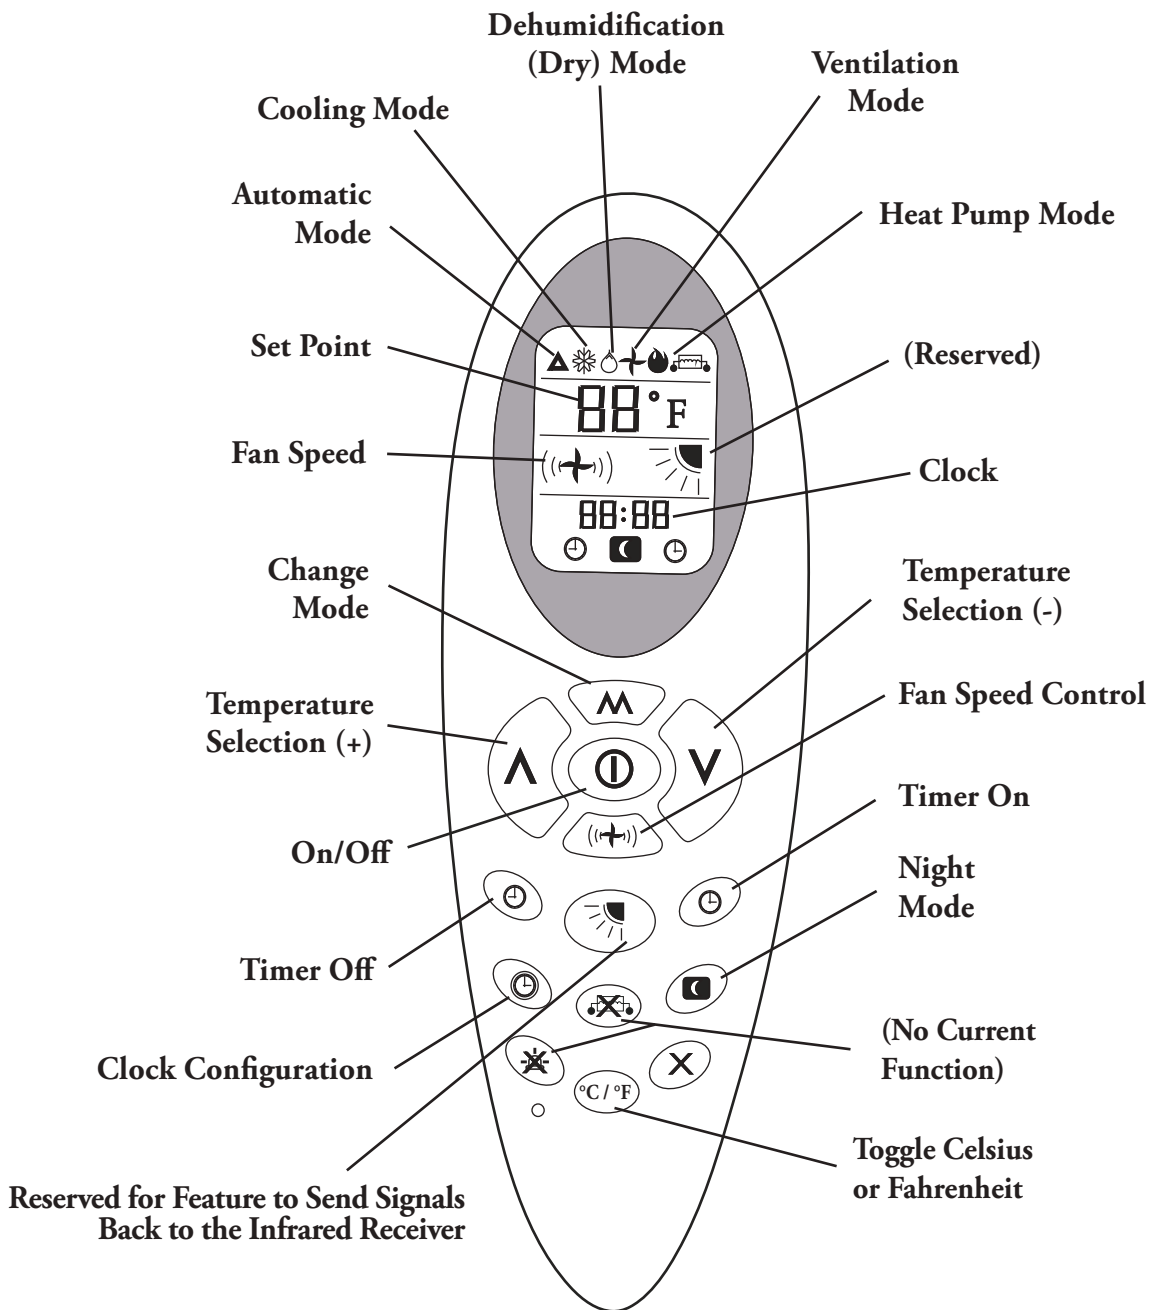 Dehumidification
(Dry) Mode
Ventilation
Mode
Cooling Mode
Automatic
Mode
Heat Pump Mode
Set Point
(Reserved)
88°F
Fan Speed
Clock
88:88
Change
Mode
Temperature
Selection (-)
Temperature
Selection (+)
Fan Speed Control
On/Off
Timer On
Night
Mode
Timer Off
Clock Configuration
(No Current
Function)
°C / °F
Toggle Celsius
or Fahrenheit
Reserved for Feature to Send Signals
Back to the Infrared Receiver